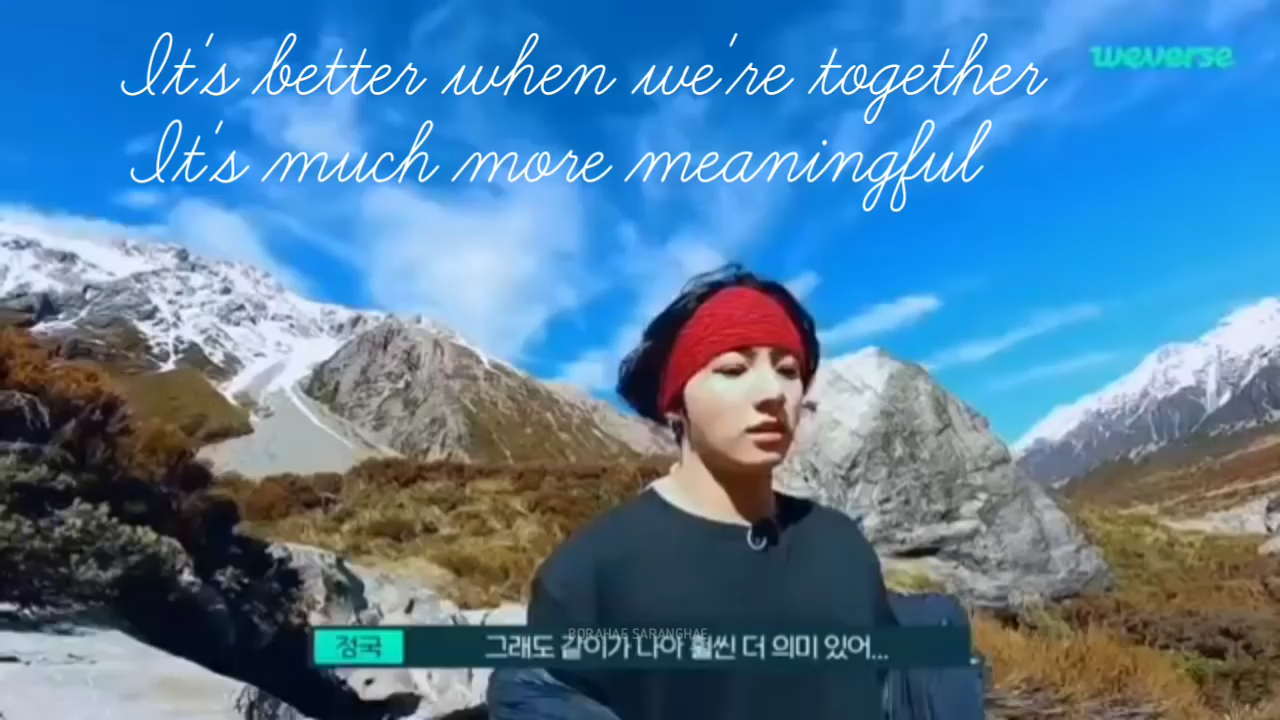 It's better when we're together
weverse
It's much more meaningful
BORAHAE SARANGHAE
정국 그래도 같이가 나아 훨씬 더 의미 있어...